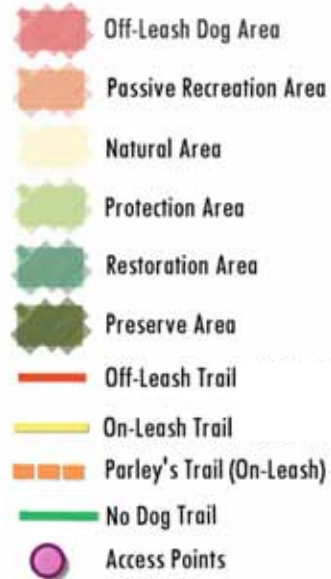 Off-Leash Dog Area
Passive Recreation Area
Natural Area
Protection Area
Restoration Area
Preserve Area
Off-Leash Trail
On-Leash Trail
Parley's Trail (On-Leash)
No Dog Trail
Access Points